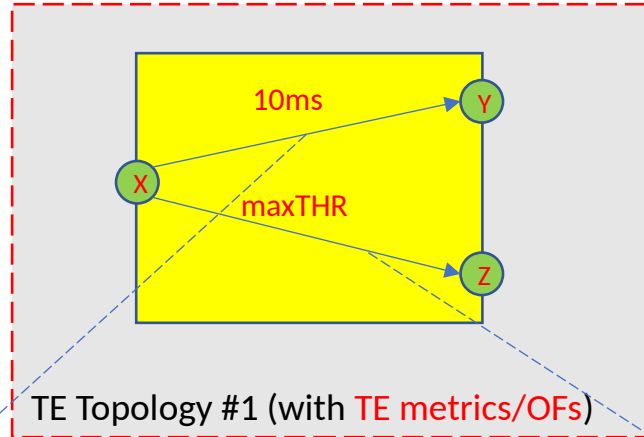 10ms
Y
X
maxTHR
Z
TE Topology #1 (with TE metrics/OFs)